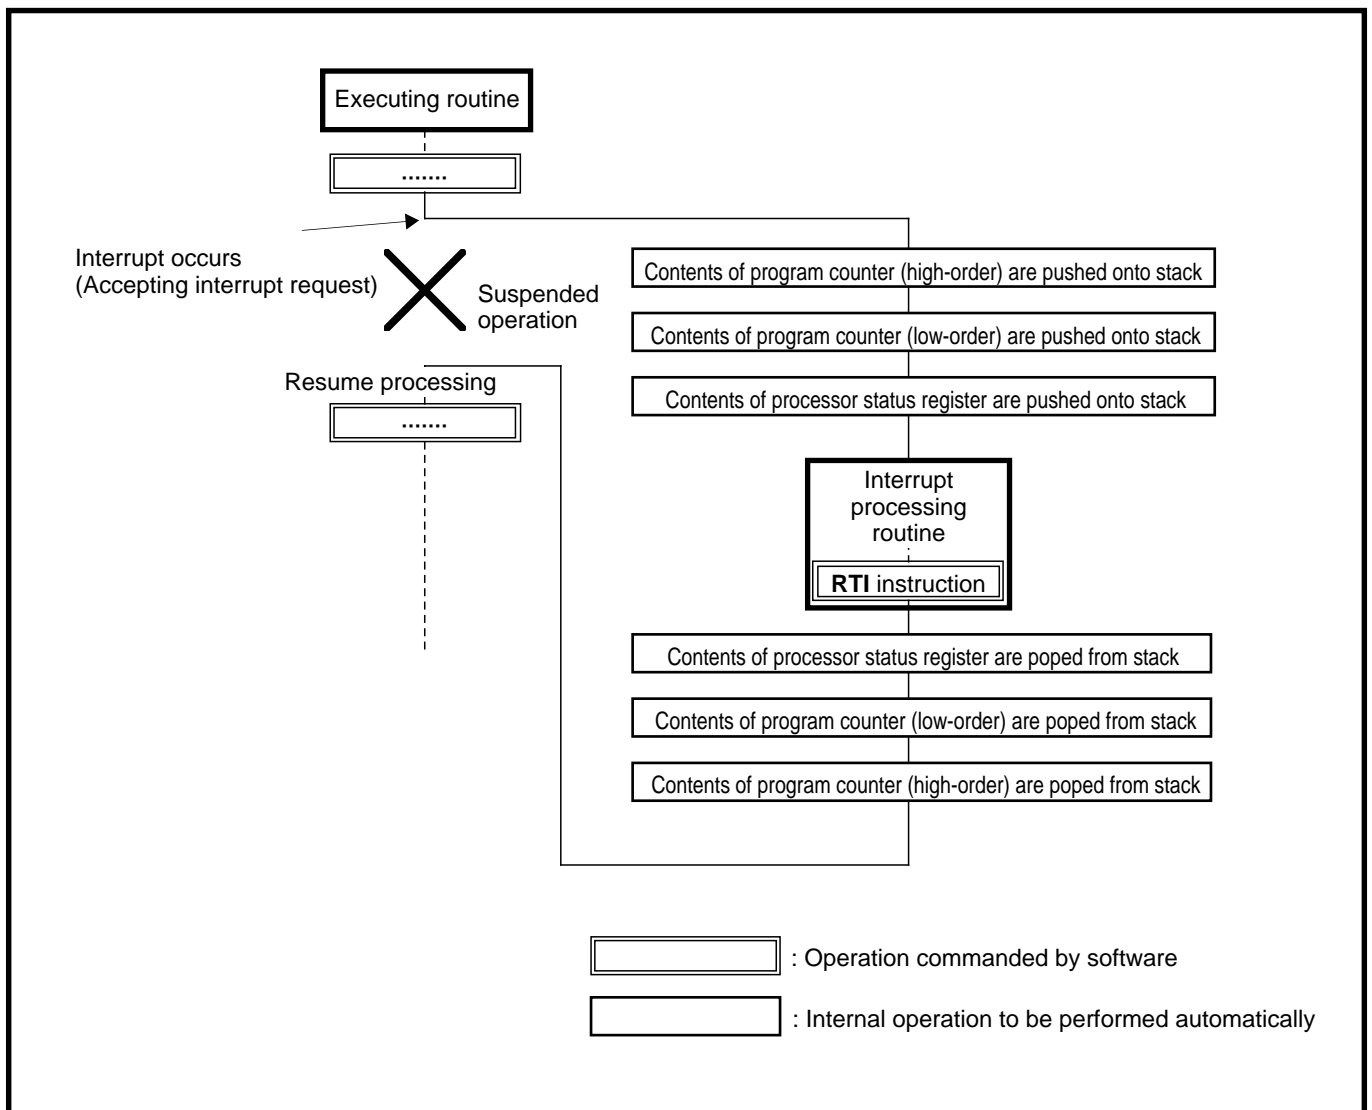 Executing routine
.......
Interrupt occurs
(Accepting interrupt request)
Suspended
operation
Contents of program counter (high-order) are pushed onto stack
Contents of program counter (low-order) are pushed onto stack
Contents of processor status register are pushed onto stack
Resume processing
.......
Interrupt
processing
routine
RTI instruction
Contents of processor status register are poped from stack
Contents of program counter (low-order) are poped from stack
Contents of program counter (high-order) are poped from stack
: Operation commanded by software
: Internal operation to be performed automatically